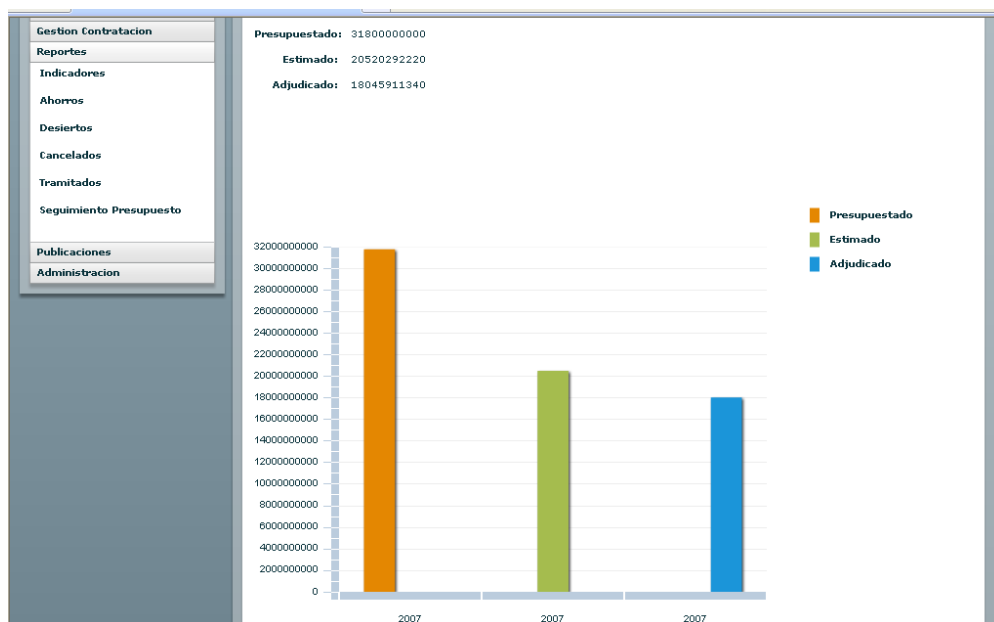 Gestion Contratacion
Reportes
Indicadores
Ahorros
Desiertos
Cancelados
Tramitados
Seguimiento Presupuesto
Publicaciones
Administracion
Presupuestado: 31800000000
Estimado: 20520292220
Adjudicado: 18045911340
Presupuestado
Estimado
Adjudicado
32000000000
30000000000
28000000000
26000000000
24000000000
22000000000
20000000000
18000000000
16000000000
14000000000
12000000000
10000000000
8000000000
6000000000
4000000000
2000000000
0
2007 2007 2007